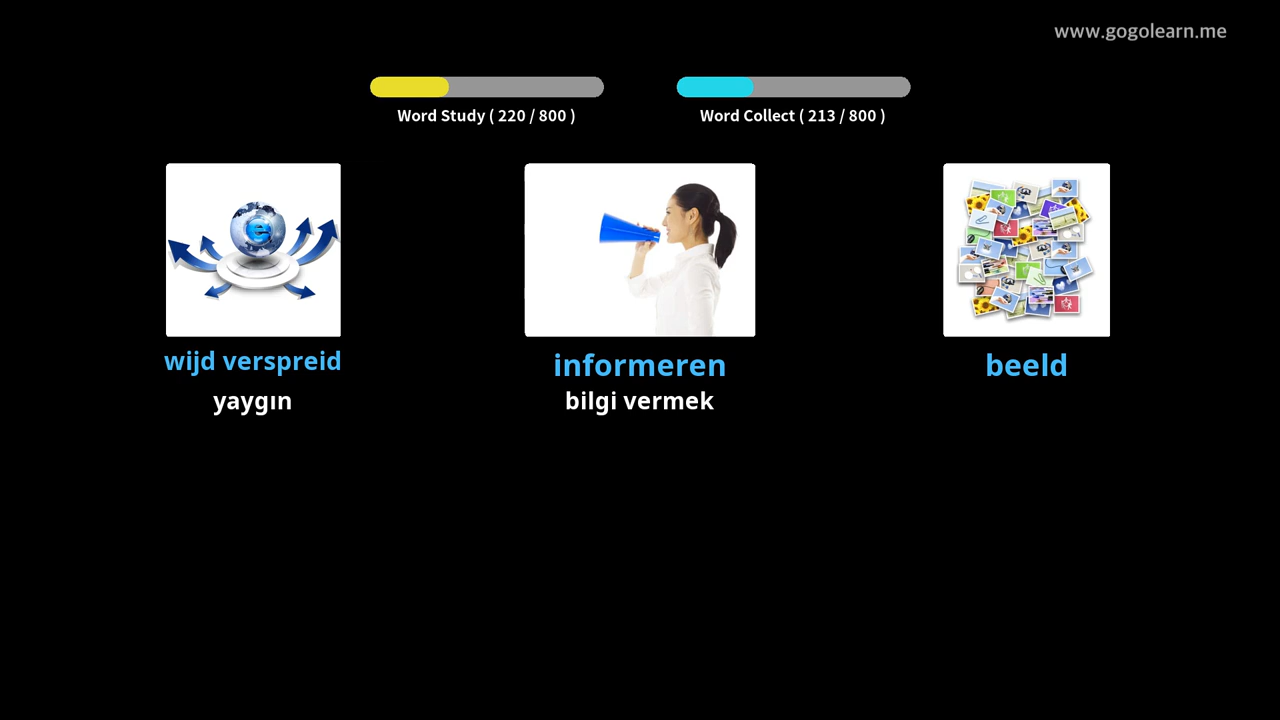 www.gogolearn.me
Word Study ( 220 / 800 )
Word Collect ( 213 / 800 )
wijd verspreid
yaygın
informeren
bilgi vermek
beeld